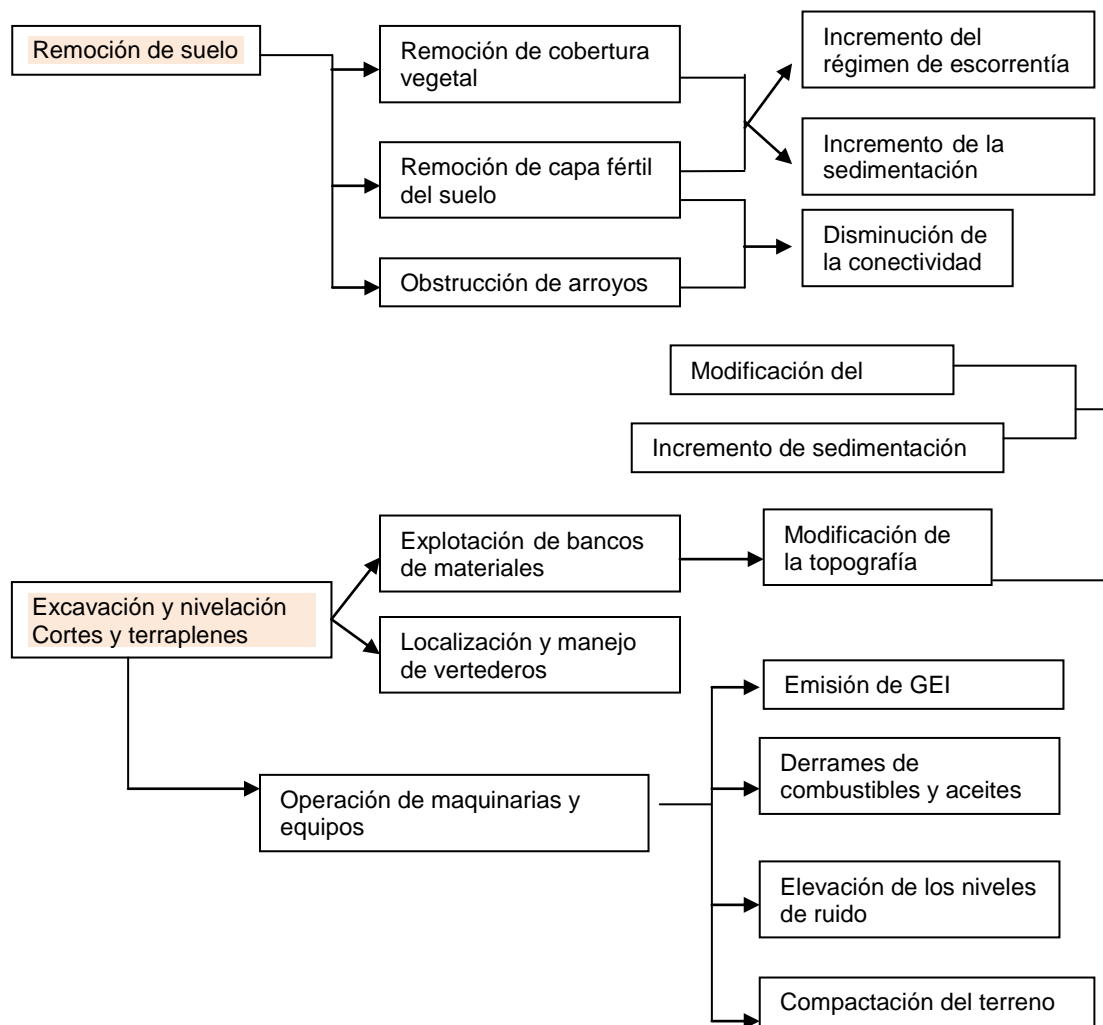 Remoción de suelo
Remoción de cobertura
vegetal
Incremento del
régimen de escorrentía
Remoción de capa fértil
del suelo
Incremento de la
sedimentación
Obstrucción de arroyos
Disminución de
la conectividad
Modificación del
Incremento de sedimentación
Explotación de bancos
de materiales
Modificación de
la topografía
Excavación y nivelación
Cortes y terraplenes
Localización y manejo
de vertederos
Emisión de GEI
Operación de maquinarias y
equipos
Derrames de
combustibles y aceites
Elevación de los niveles
de ruido
Compactación del terreno